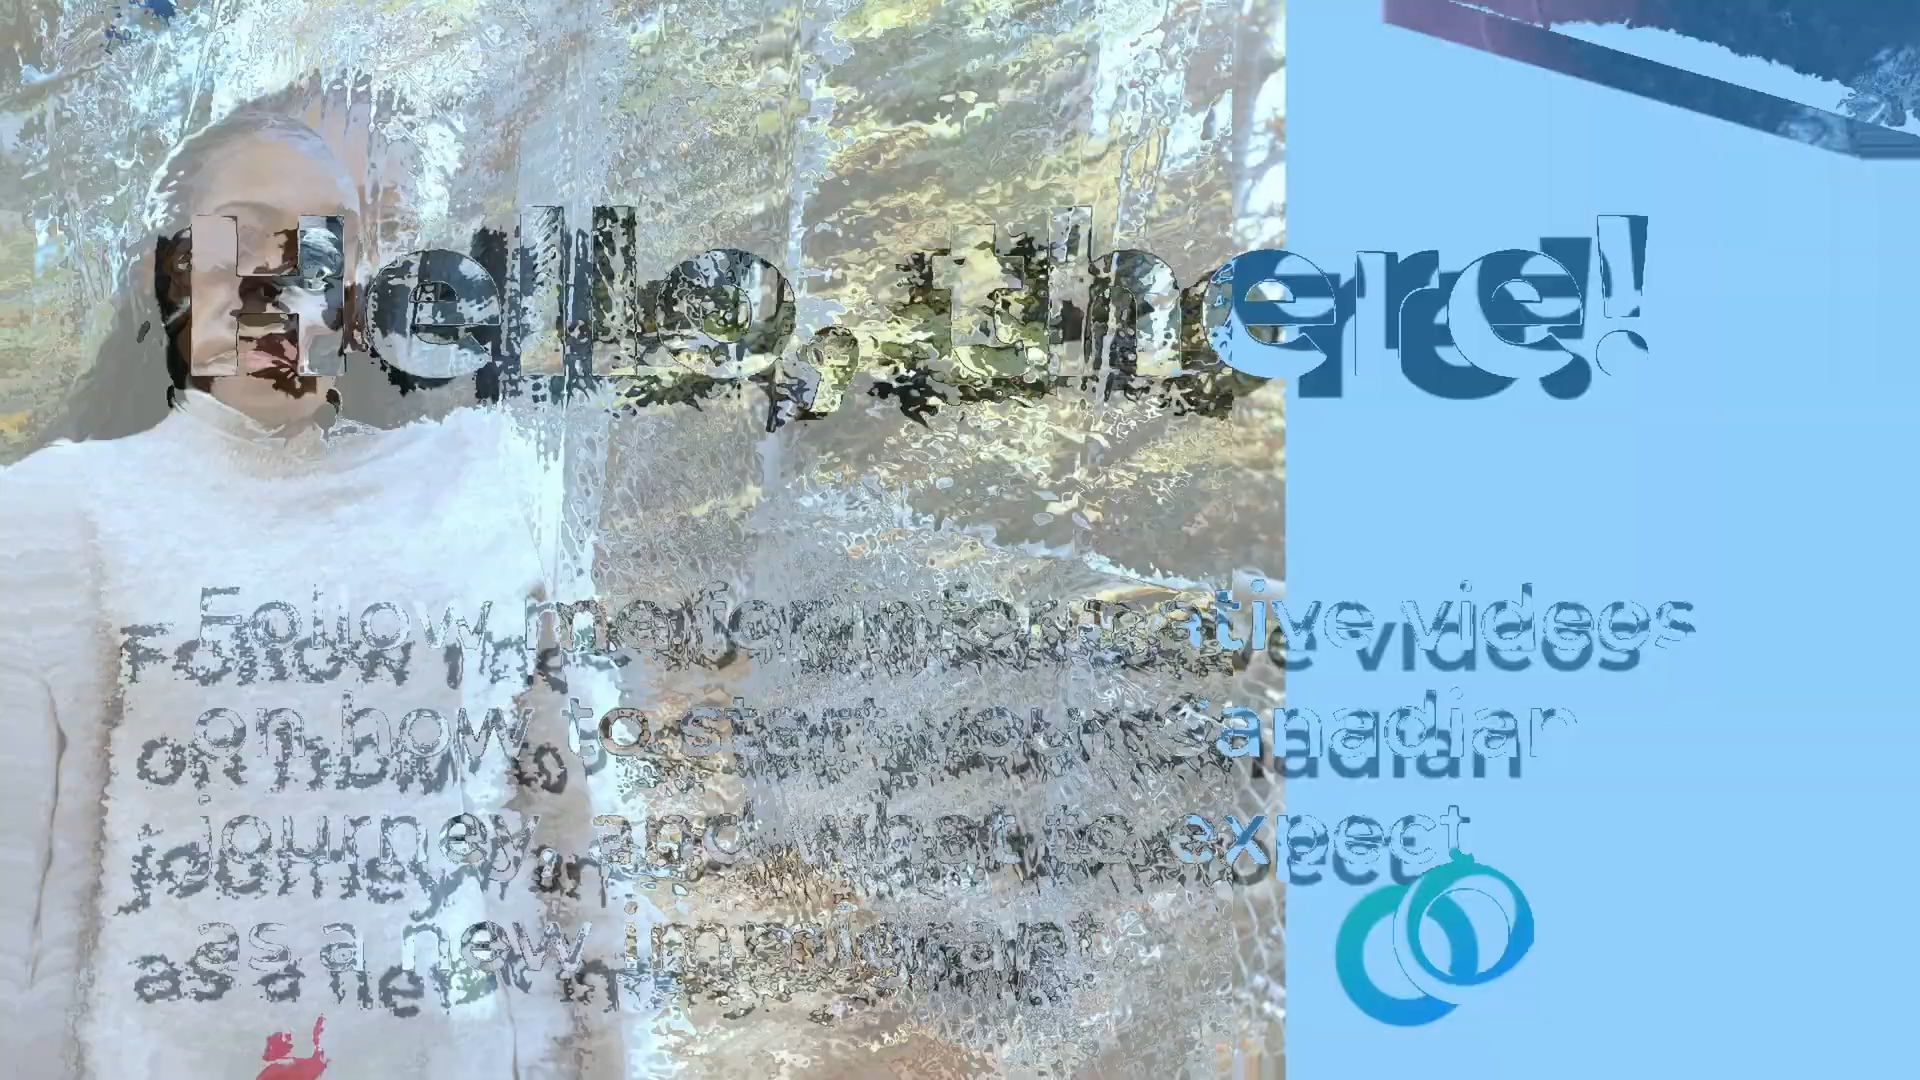 Hello, there!
Follow me for informative videos
on how to start your Canadian
journey, and what to expect
as a new immigrant